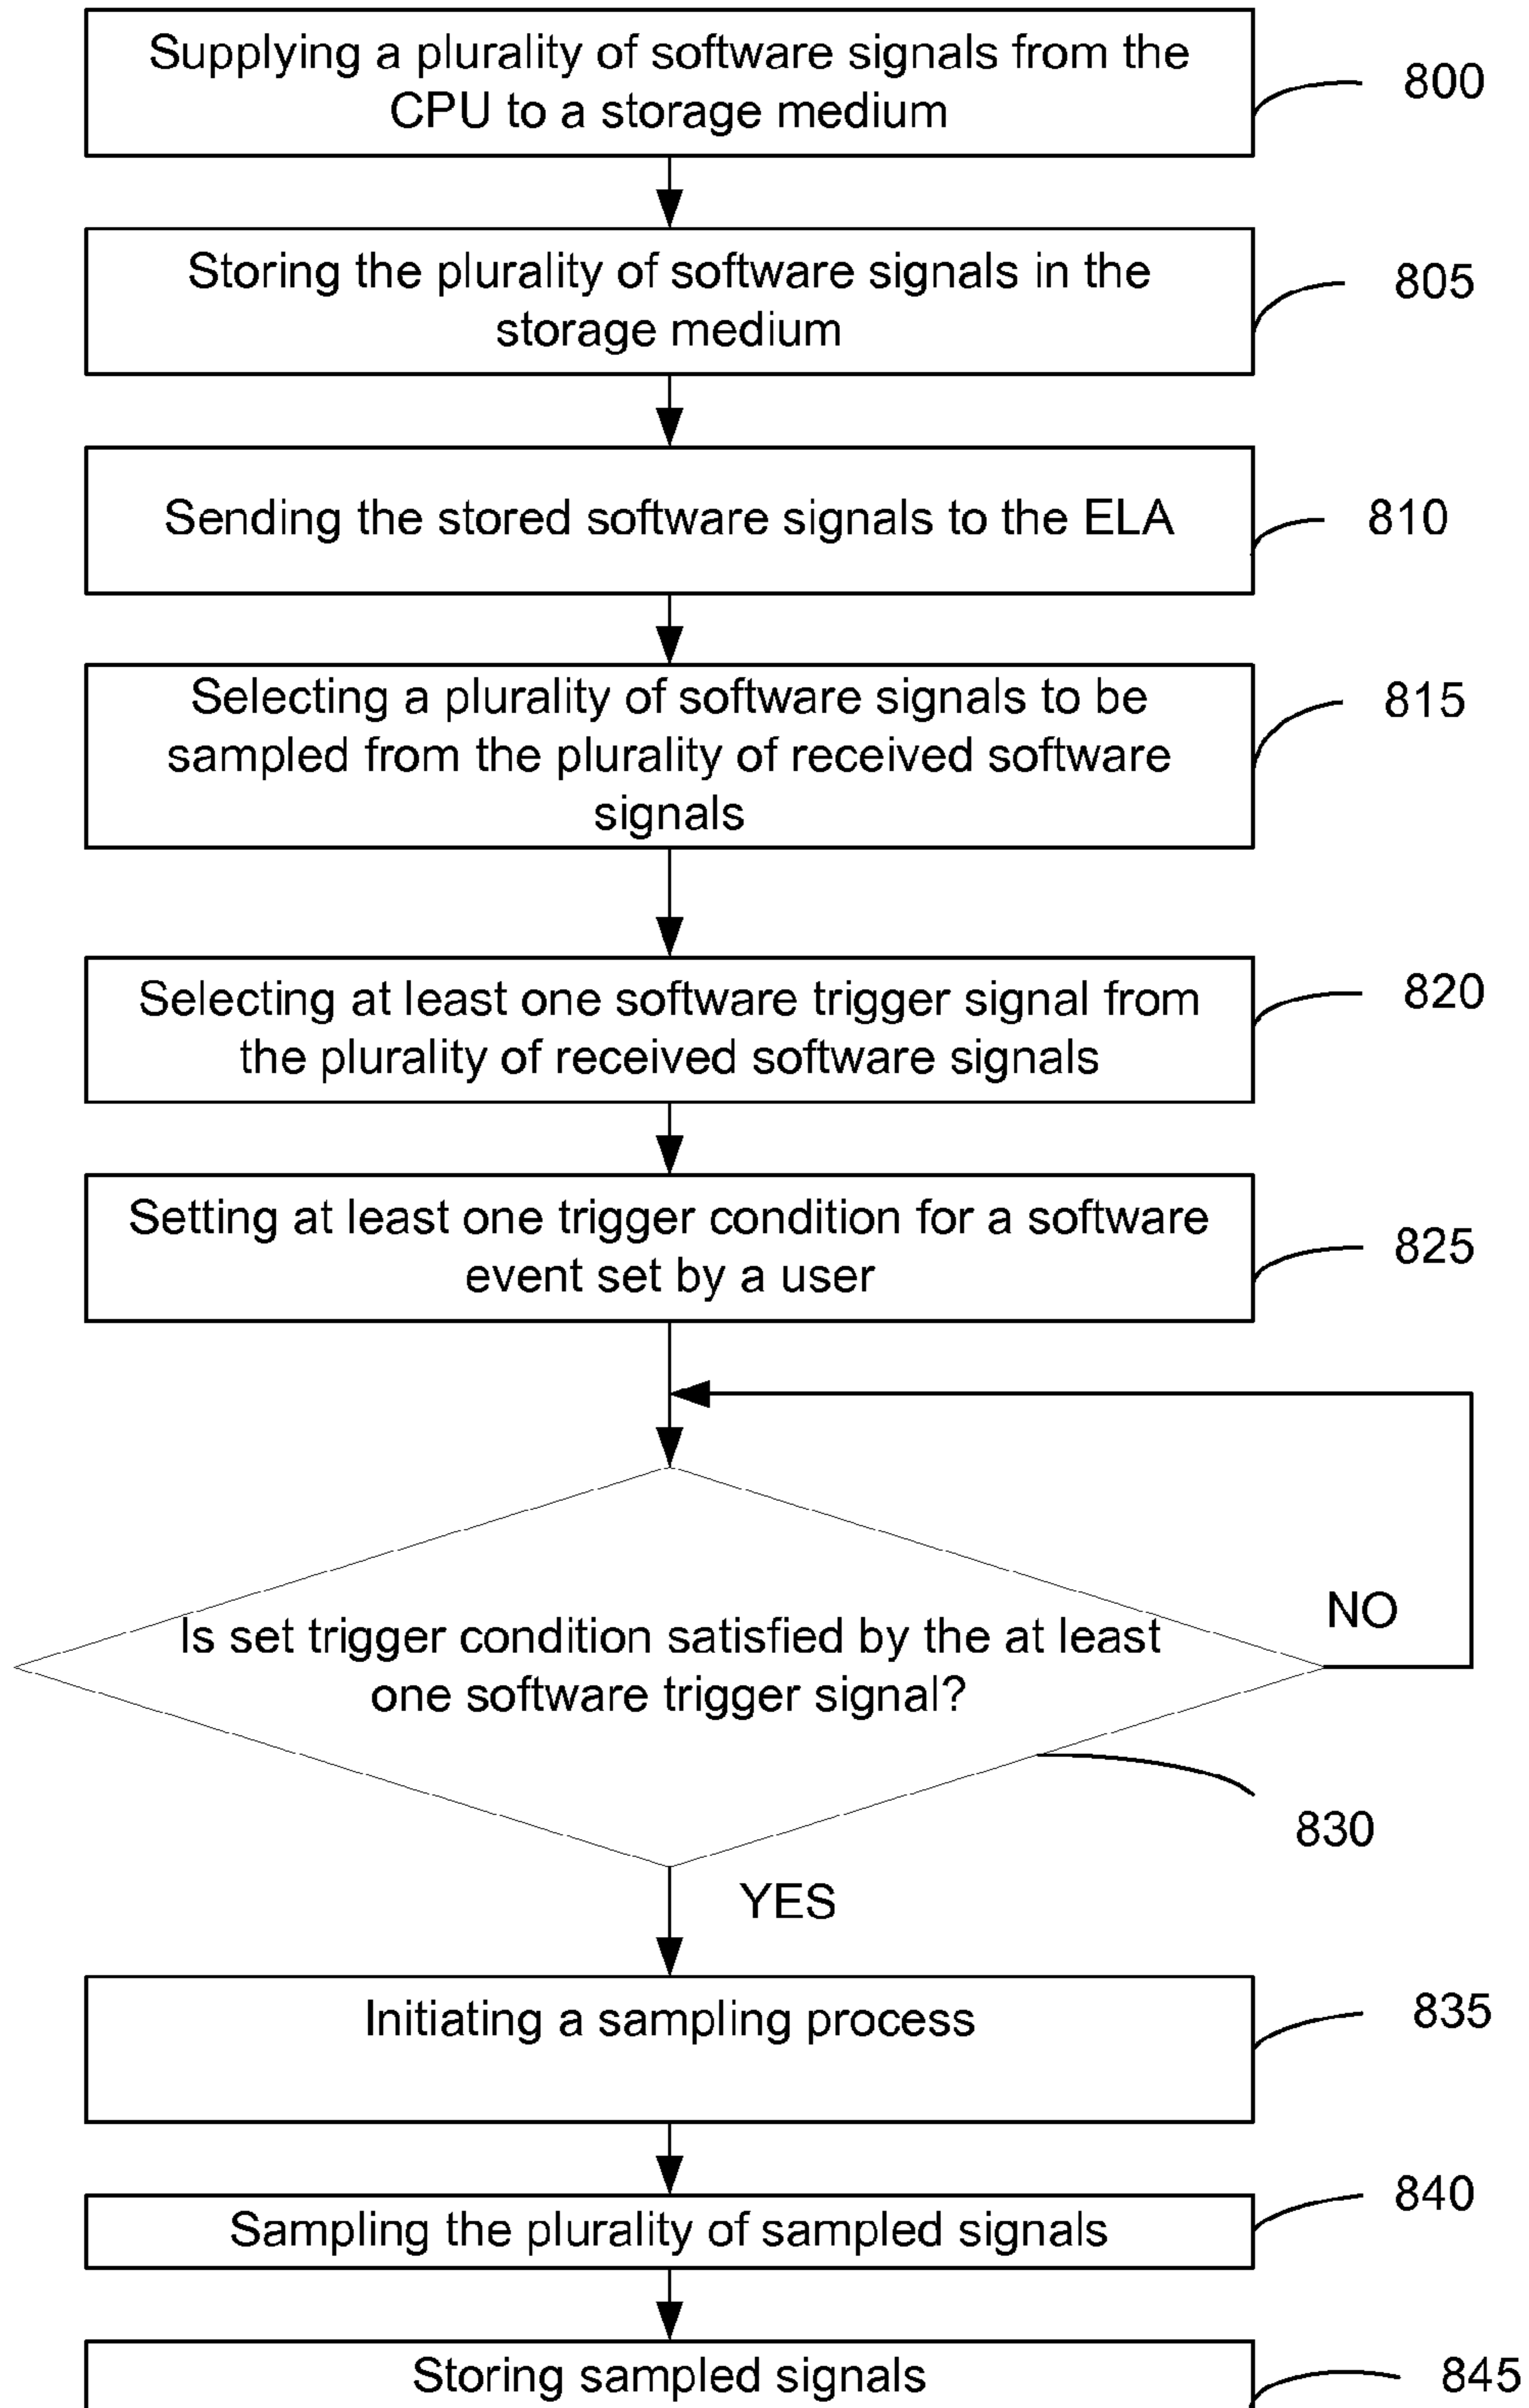 Supplying a plurality of software signals from the
CPU to a storage medium
800
Storing the plurality of software signals in the
storage medium
805
Sending the stored software signals to the ELA
810
Selecting a plurality of software signals to be
sampled from the plurality of received software
signals
815
Selecting at least one software trigger signal from
the plurality of received software signals
820
Setting at least one trigger condition for a software
event set by a user
825
Is set trigger condition satisfied by the at least
one software trigger signal?
NO
830
YES
Initiating a sampling process
835
Sampling the plurality of sampled signals
840
Storing sampled signals
845